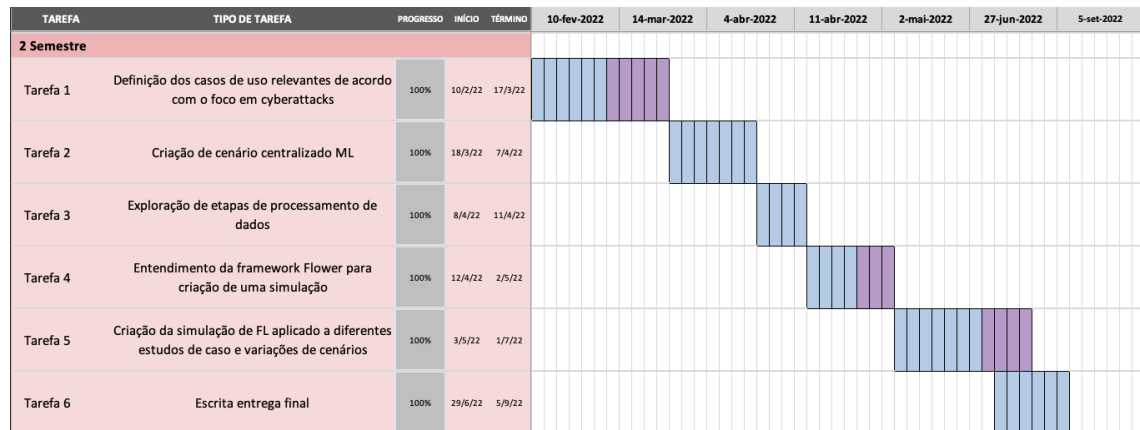 TAREFA TIPO DE TAREFA PROGRESSO INÍCIO TÉRMINO 10-fev-2022 14-mar-2022 4-abr-2022 11-abr-2022 2-mai-2022 27-jun-2022 5-set-2022
2 Semestre
Tarefa 1 Definição dos casos de uso relevantes de acordo
com o foco em cyberattacks 100% 10/2/22 17/3/22
Tarefa 2 Criação de cenário centralizado ML 100% 18/3/22 7/4/22
Tarefa 3 Exploração de etapas de processamento de
dados 100% 8/4/22 11/4/22
Tarefa 4 Entendimento da framework Flower para
criação de uma simulação 100% 12/4/22 2/5/22
Tarefa 5 Criação da simulação de FL aplicado a diferentes
estudos de caso e variações de cenários 100% 3/5/22 1/7/22
Tarefa 6 Escrita entrega final 100% 29/6/22 5/9/22